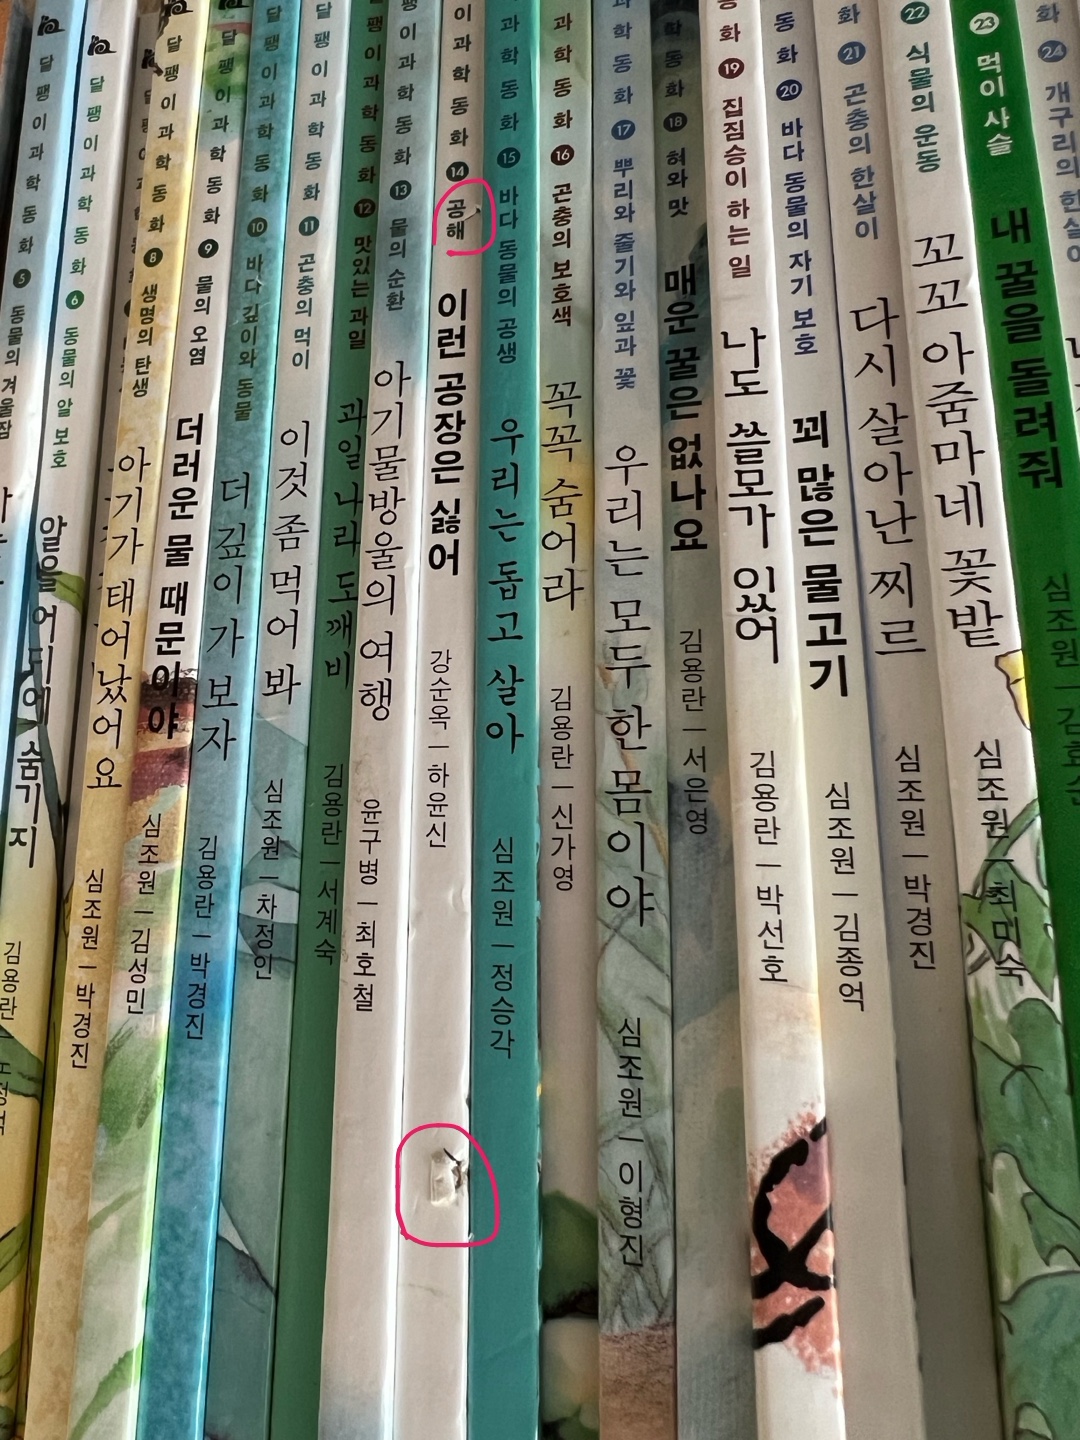 달팽이과학동화 5 동물의 겨울잠
김용란
달팽이과학동화 6 동물의 알 보호
알을 어디에 숨기지
심조원 | 박경진
8 생명의 탄생
아기가 태어났어요
심조원 | 김성민
달팽이과학동화 9 물의 오염
더러운 물 때문이야
김용란 | 박경진
달팽이과학동화 10 바다 깊이와 동물
더 깊이 가 보자
심조원 | 차정인
달팽이과학동화 11 곤충의 먹이
이것 좀 먹어 봐
김용란 | 서계숙
팽이과학동화 12 맛있는 과일
과일나라 도깨비
윤구병 | 최호철
팽이과학동화 13 물의 순환
아기 물방울의 여행
이과학동화 14 공해
이런 공장은 싫어
강순옥 | 하윤신
과학동화 15 바다 동물의 공생
우리는 돕고 살아
심조원 | 정승각
과학동화 16 곤충의 보호색
꼭꼭 숨어라
김용란 | 신가영
과학동화 17 뿌리와 줄기와 잎과 꽃
우리는 모두 한 몸이야
심조원 | 이형진
학동화 18 혀와 맛
매운 꿀은 없나요
김용란 | 서은영
동화 19 집짐승이 하는 일
나도 쓸모가 있어
김용란 | 박선호
동화 20 바다 동물의 자기 보호
꾀 많은 물고기
심조원 | 김종억
화 21 곤충의 한살이
다시 살아난 찌르
심조원 | 박경진
22 식물의 운동
꼬꼬 아줌마네 꽃밭
심조원 | 최미숙
23 먹이 사슬
내 꿀을 돌려줘
심조원 | 김효순
화 24 개구리의 한살이